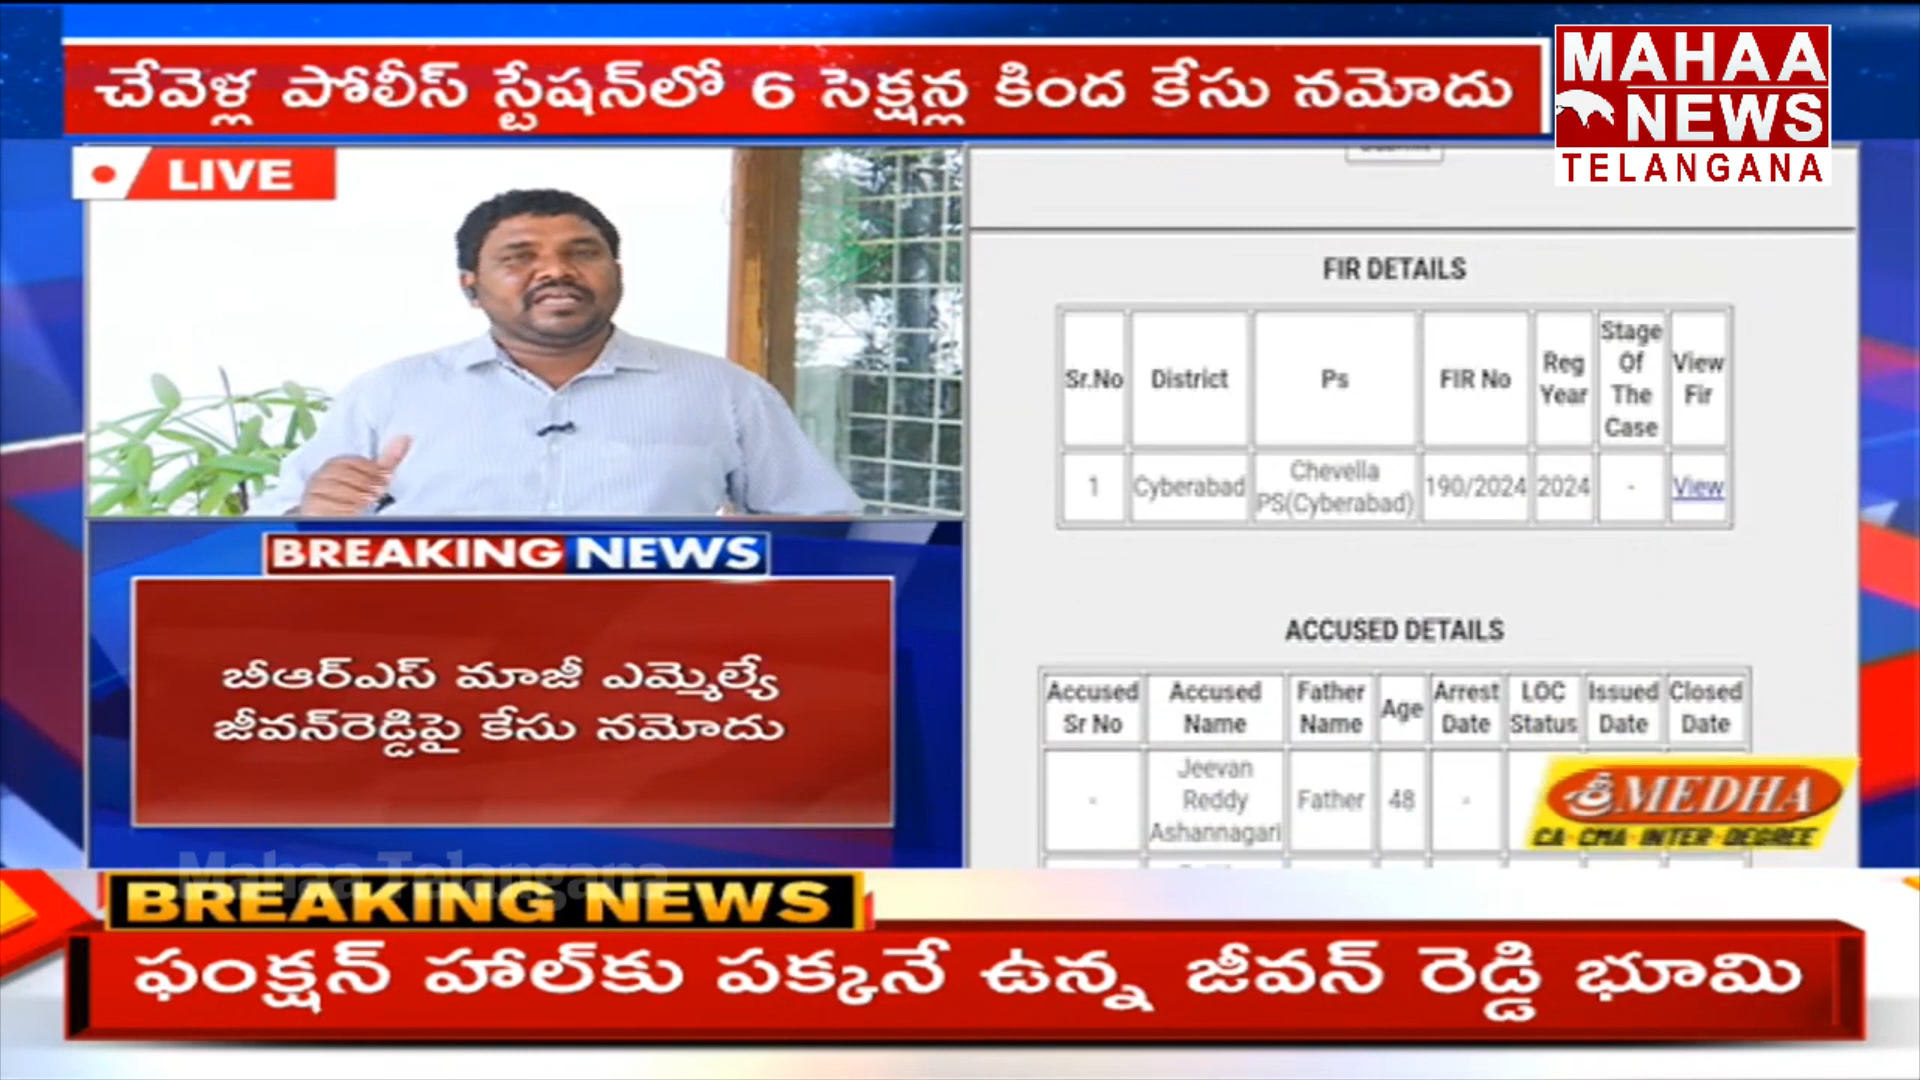 చేవెళ్ల పోలీస్ స్టేషన్‌లో 6 సెక్షన్ల కింద కేసు నమోదు
MAHAA
NEWS
TELANGANA
LIVE
FIR DETAILS
Sr.No District Ps FIR No Reg Year Stage Of The Case View Fir
1 Cyberabad Chevella PS(Cyberabad) 190/2024 2024 - View
BREAKING NEWS
బీఆర్ఎస్ మాజీ ఎమ్మెల్యే
జీవన్‌రెడ్డిపై కేసు నమోదు
ACCUSED DETAILS
Accused Sr No Accused Name Father Name Age Arrest Date LOC Status Issued Date Closed Date
- Jeevan Reddy Ashannagari Father 48 -
శ్రీ MEDHA
CA·CMA·INTER·DEGREE
Mahaa Telangana
BREAKING NEWS
ఫంక్షన్ హాల్‌కు పక్కనే ఉన్న జీవన్ రెడ్డి భూమి